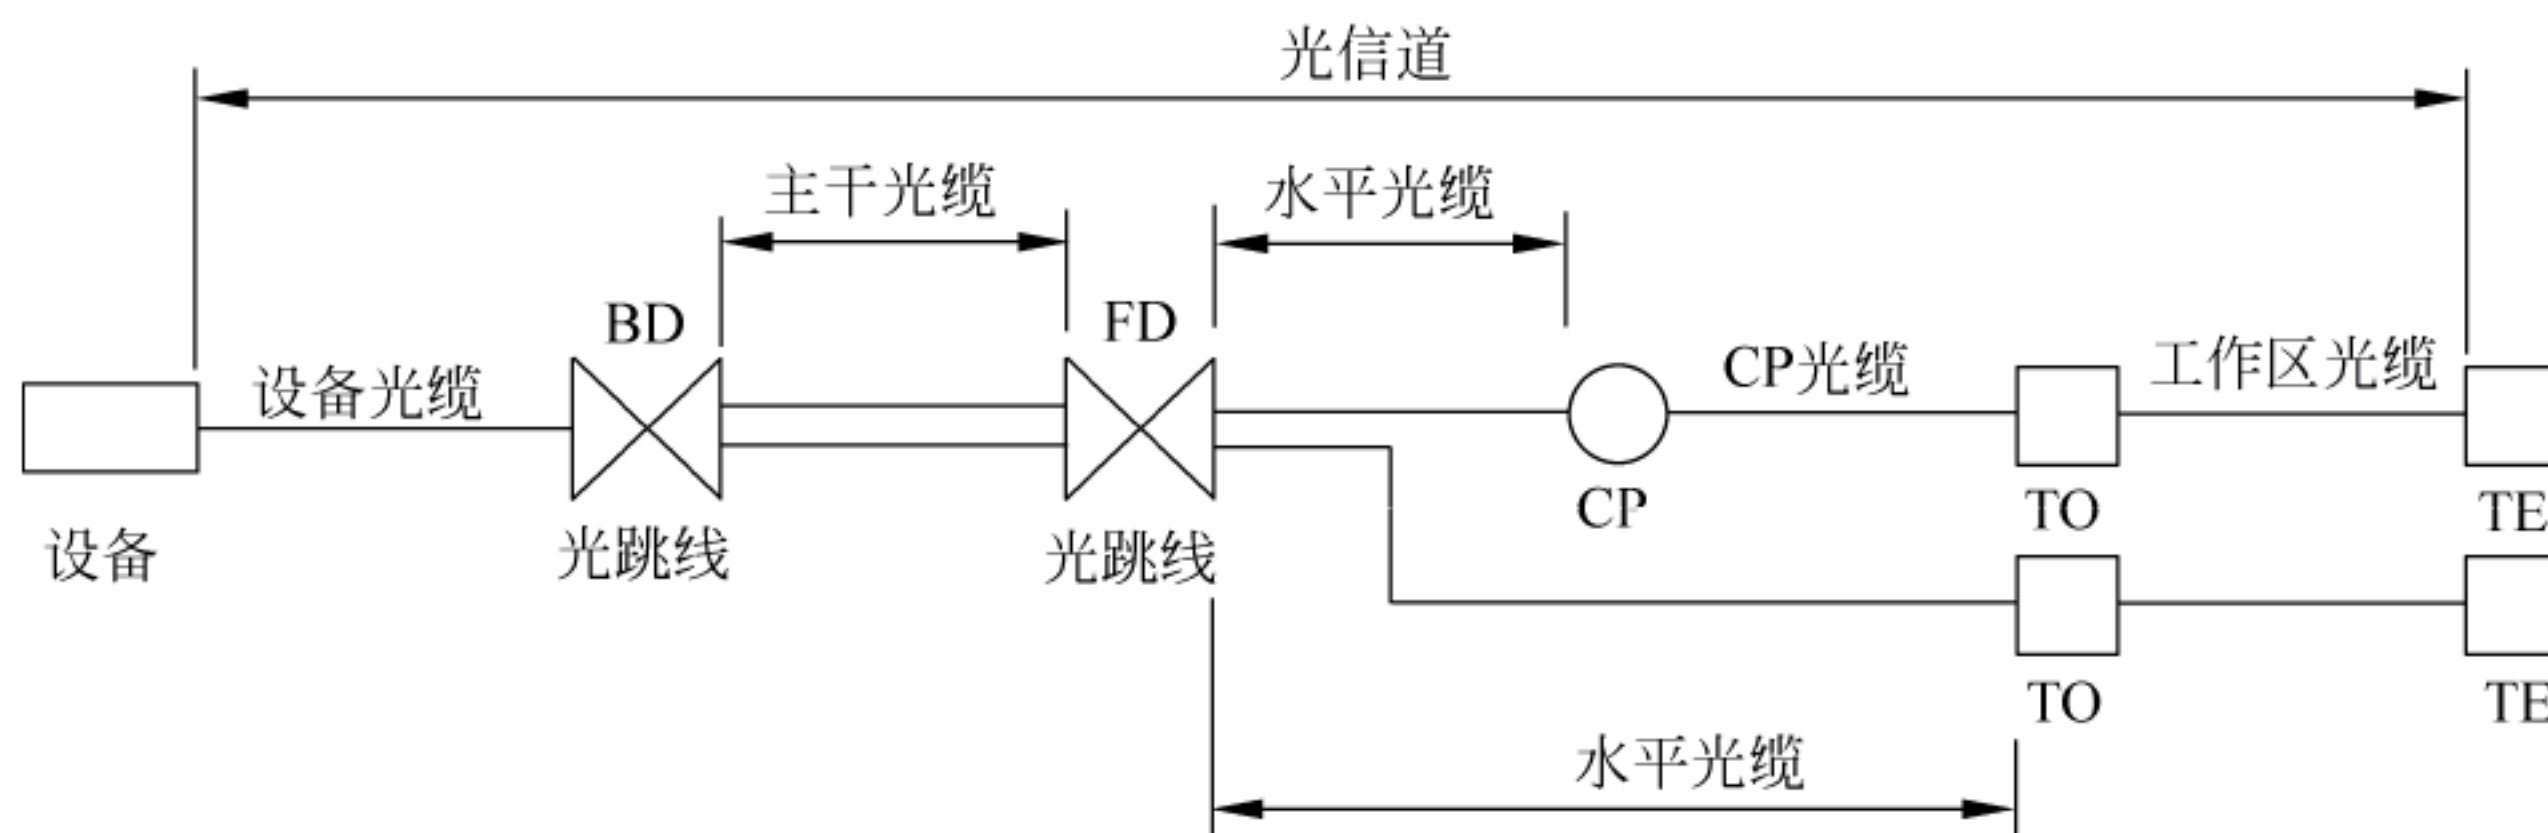 光信道
主干光缆
水平光缆
BD
FD
设备光缆
CP光缆
工作区光缆
设备
光跳线
光跳线
CP
TO
TE
TO
TE
水平光缆